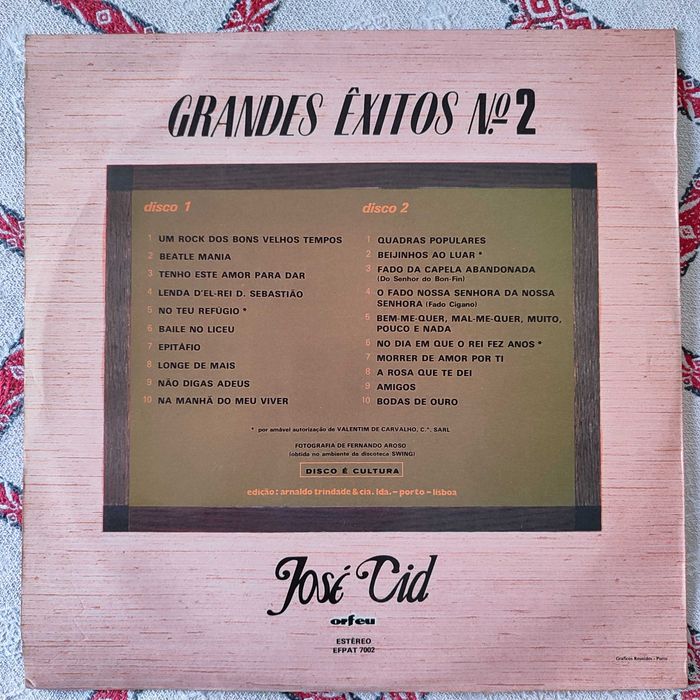 GRANDES ÊXITOS Nº 2
disco 1
1 UM ROCK DOS BONS VELHOS TEMPOS
2 BEATLE MANIA
3 TENHO ESTE AMOR PARA DAR
4 LENDA D'EL-REI D. SEBASTIÃO
5 NO TEU REFÚGIO *
6 BAILE NO LICEU
7 EPITÁFIO
8 LONGE DE MAIS
9 NÃO DIGAS ADEUS
10 NA MANHÃ DO MEU VIVER
disco 2
1 QUADRAS POPULARES
2 BEIJINHOS AO LUAR *
3 FADO DA CAPELA ABANDONADA
(Do Senhor do Bon-Fin)
4 O FADO NOSSA SENHORA DA NOSSA
SENHORA (Fado Cigano)
5 BEM-ME-QUER, MAL-ME-QUER, MUITO,
POUCO E NADA
6 NO DIA EM QUE O REI FEZ ANOS *
7 MORRER DE AMOR POR TI
8 A ROSA QUE TE DEI
9 AMIGOS
10 BODAS DE OURO
* por amável autorização de VALENTIM DE CARVALHO, C.ª, SARL
FOTOGRAFIA DE FERNANDO AROSO
(obtida no ambiente da discoteca SWING)
DISCO É CULTURA
edição: arnaldo trindade & cia. lda. - porto - lisboa
José Cid
orfeu
ESTÉREO
EFPAT 7002
Gráficos Reunidos - Porto